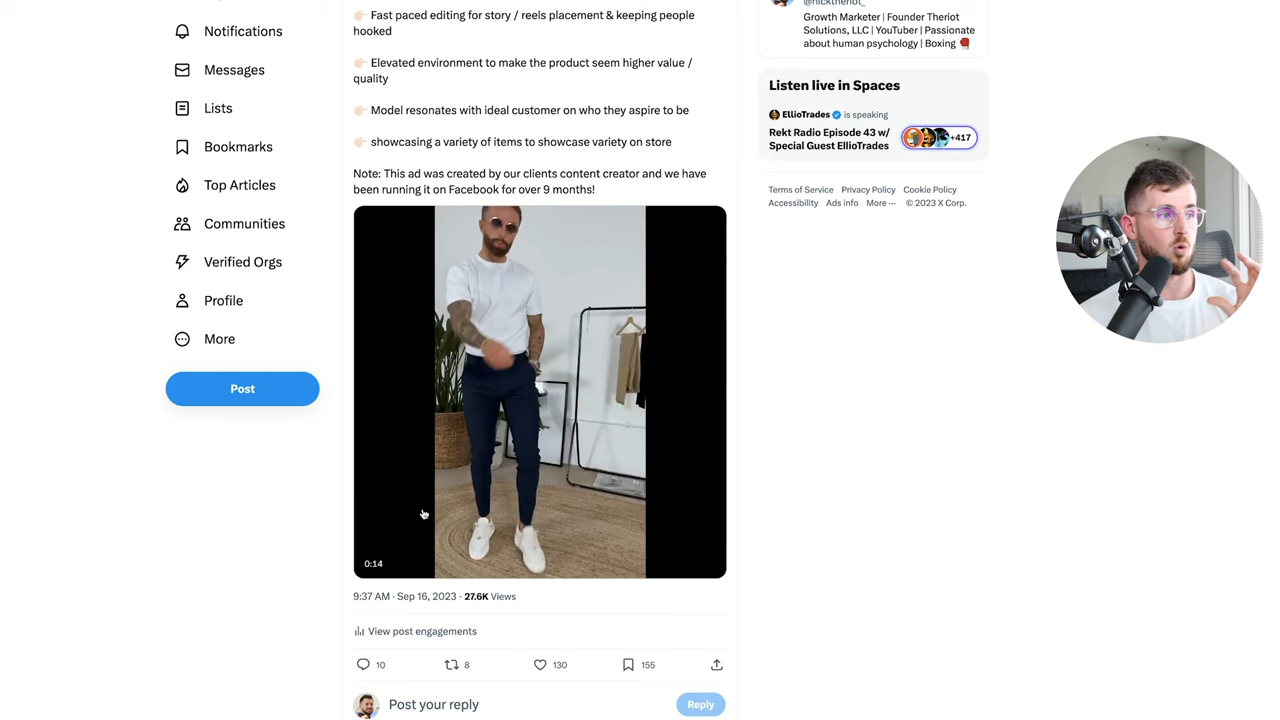 Notifications
Messages
Lists
Bookmarks
Top Articles
Communities
Verified Orgs
Profile
More
Post
👉🏻 Fast paced editing for story / reels placement & keeping people
hooked
👉🏻 Elevated environment to make the product seem higher value /
quality
👉🏻 Model resonates with ideal customer on who they aspire to be
👉🏻 showcasing a variety of items to showcase variety on store
Note: This ad was created by our clients content creator and we have
been running it on Facebook for over 9 months!
0:14
9:37 AM · Sep 16, 2023 · 27.6K Views
View post engagements
10
8
130
155
Post your reply
Reply
@nicktheriot_
Growth Marketer | Founder Theriot
Solutions, LLC | YouTuber | Passionate
about human psychology | Boxing 🥊
Listen live in Spaces
EllioTrades is speaking
Rekt Radio Episode 43 w/
Special Guest EllioTrades
+417
Terms of Service Privacy Policy Cookie Policy
Accessibility Ads info More ··· © 2023 X Corp.